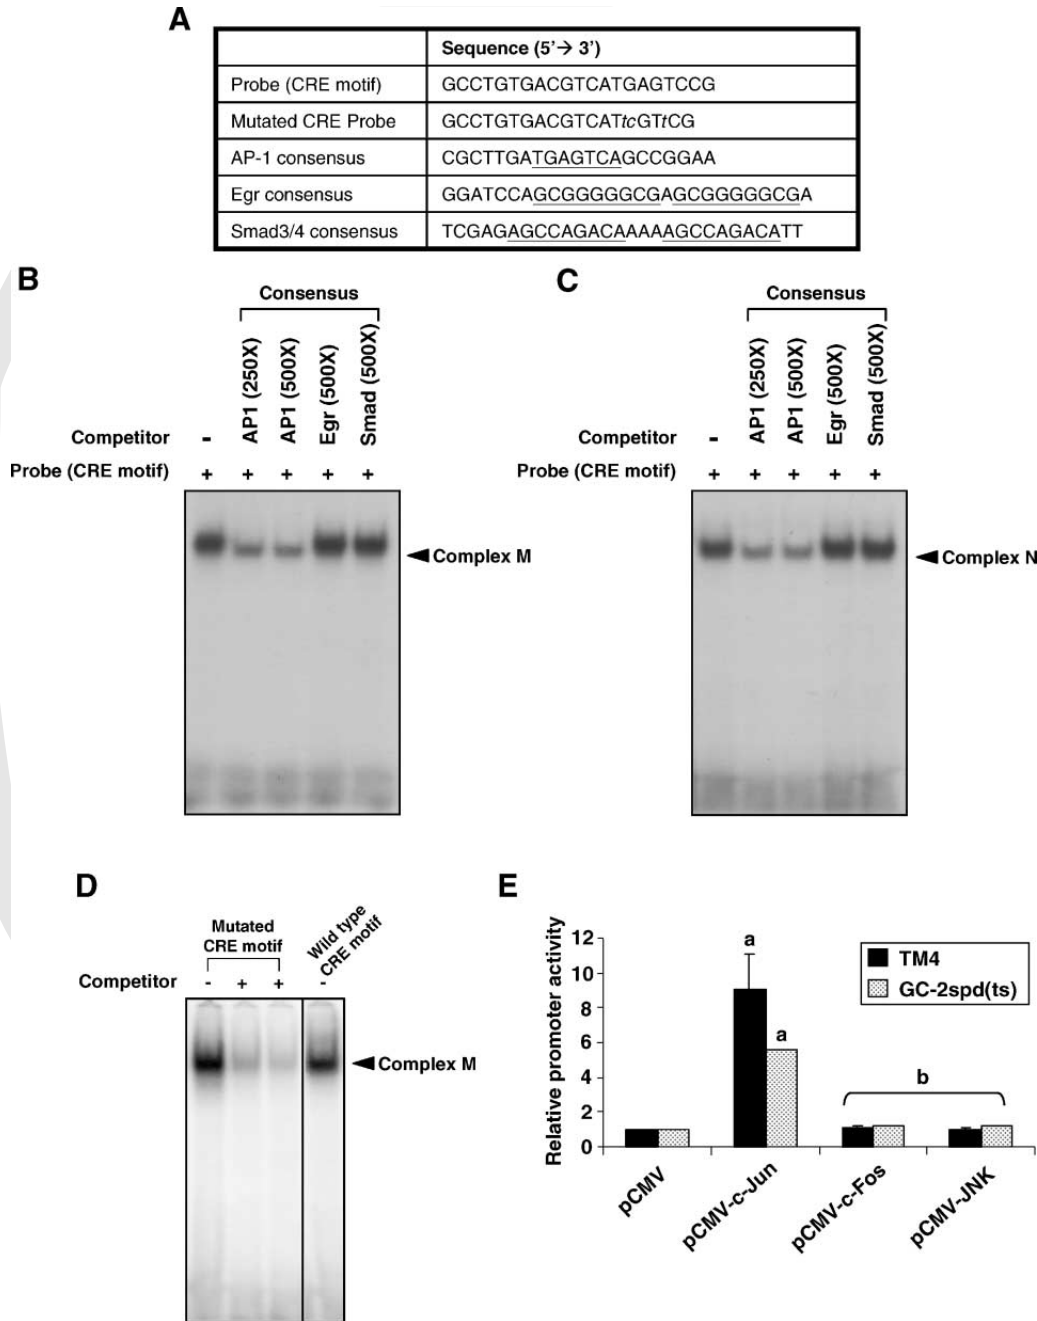 A
Sequence (5'→ 3')
Probe (CRE motif) GCCTGTGACGTCATGAGTCCG
Mutated CRE Probe GCCTGTGACGTCATtcGTtCG
AP-1 consensus CGCTTGATGAGTCAGCCGGAA
Egr consensus GGATCCAGCGGGGGCGAGCGGGGGCGA
Smad3/4 consensus TCGAGAGCCAGACAAAAAGCCAGACATT
B
Consensus
Competitor - AP1 (250X) AP1 (500X) Egr (500X) Smad (500X)
Probe (CRE motif) + + + + +
Complex M
C
Consensus
Competitor - AP1 (250X) AP1 (500X) Egr (500X) Smad (500X)
Probe (CRE motif) + + + + +
Complex N
D
Mutated
CRE motif
Wild type
CRE motif
Competitor - + + -
Complex M
E
Relative promoter activity
12
10
8
6
4
2
0
a
a
b
TM4
GC-2spd(ts)
pCMV
pCMV-c-Jun
pCMV-c-Fos
pCMV-JNK